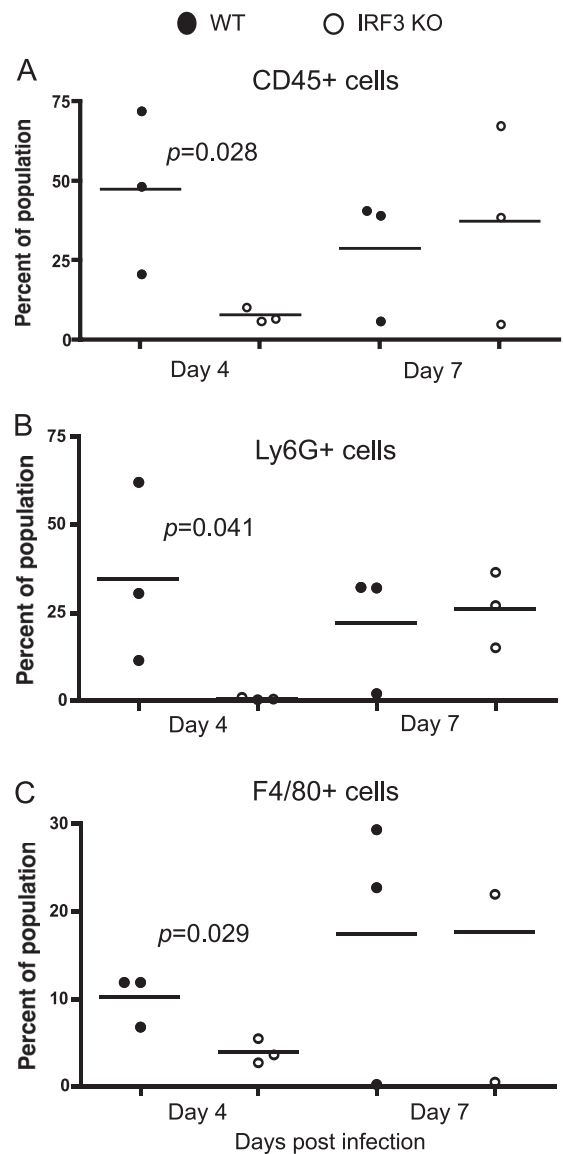 WT IRF3 KO
A
CD45+ cells
75
p=0.028
50
25
0
Percent of population
Day 4 Day 7
B
Ly6G+ cells
75
p=0.041
50
25
0
Percent of population
Day 4 Day 7
C
F4/80+ cells
30
p=0.029
20
10
0
Percent of population
Day 4 Day 7
Days post infection